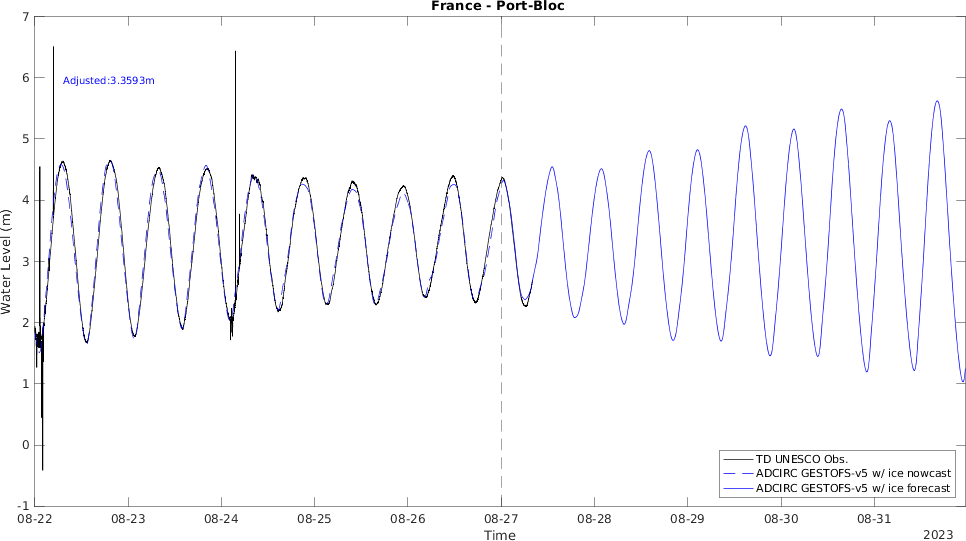 France - Port-Bloc
7
6
5
4
3
2
1
0
-1
Water Level (m)
Adjusted:3.3593m
TD UNESCO Obs.
ADCIRC GESTOFS-v5 w/ ice nowcast
ADCIRC GESTOFS-v5 w/ ice forecast
08-22 08-23 08-24 08-25 08-26 08-27 08-28 08-29 08-30 08-31
Time
2023